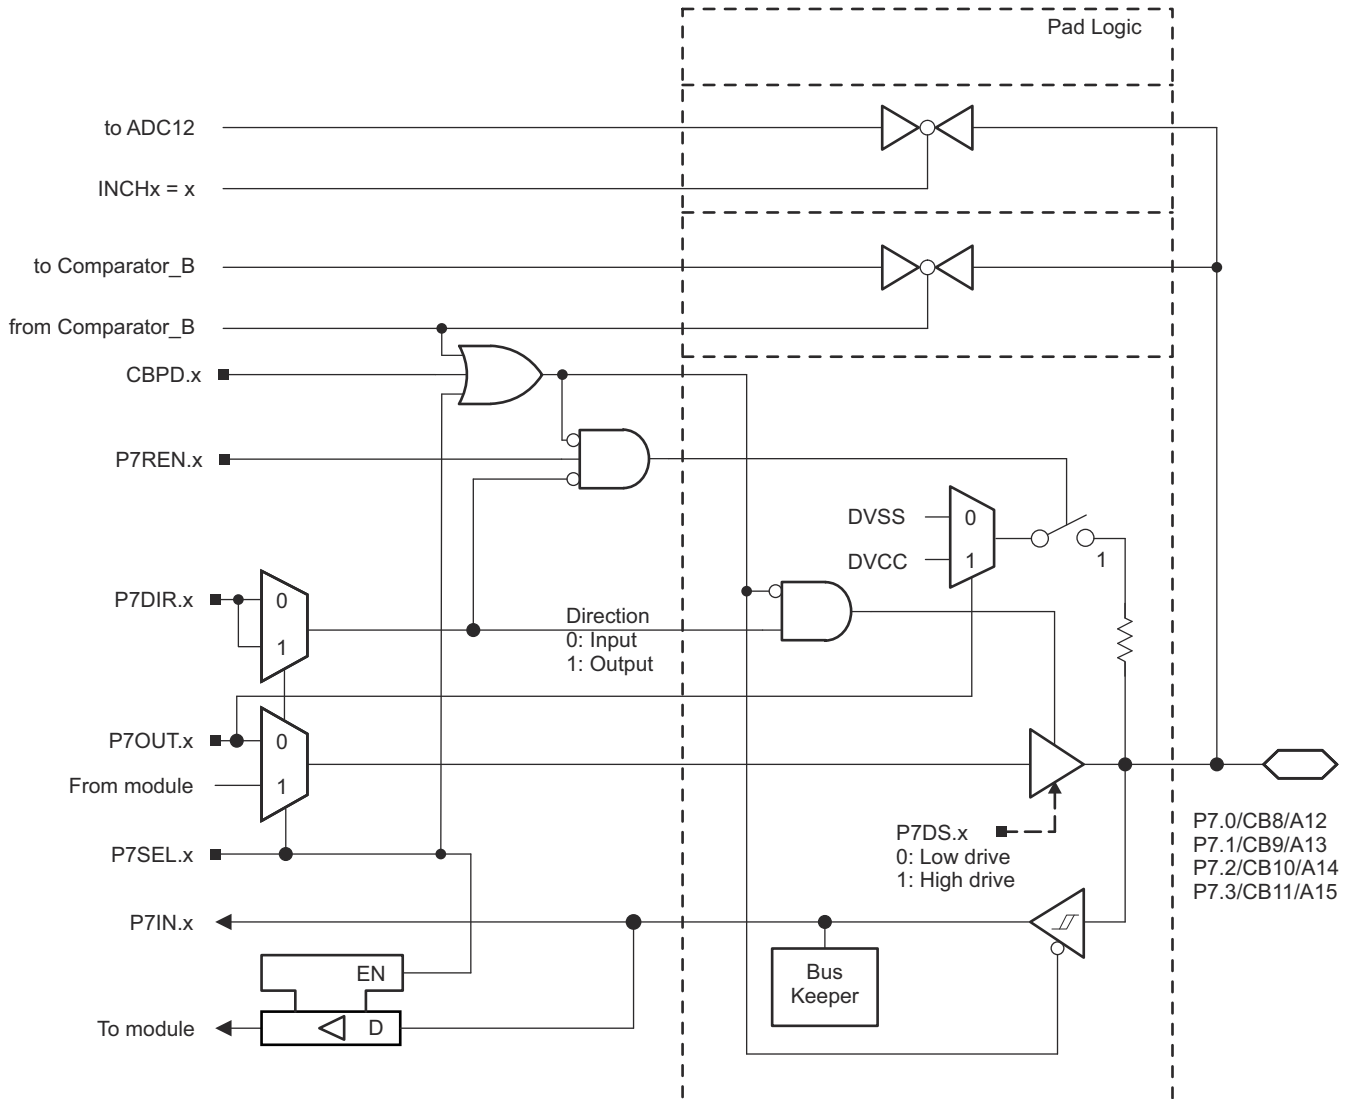 Pad Logic
to ADC12
INCHx = x
to Comparator_B
from Comparator_B
CBPD.x
P7REN.x
DVSS
0
DVCC
1
1
P7DIR.x
0
1
Direction
0: Input
1: Output
P7OUT.x
0
From module
1
P7SEL.x
P7DS.x
0: Low drive
1: High drive
P7.0/CB8/A12
P7.1/CB9/A13
P7.2/CB10/A14
P7.3/CB11/A15
P7IN.x
EN
Bus
Keeper
To module
D